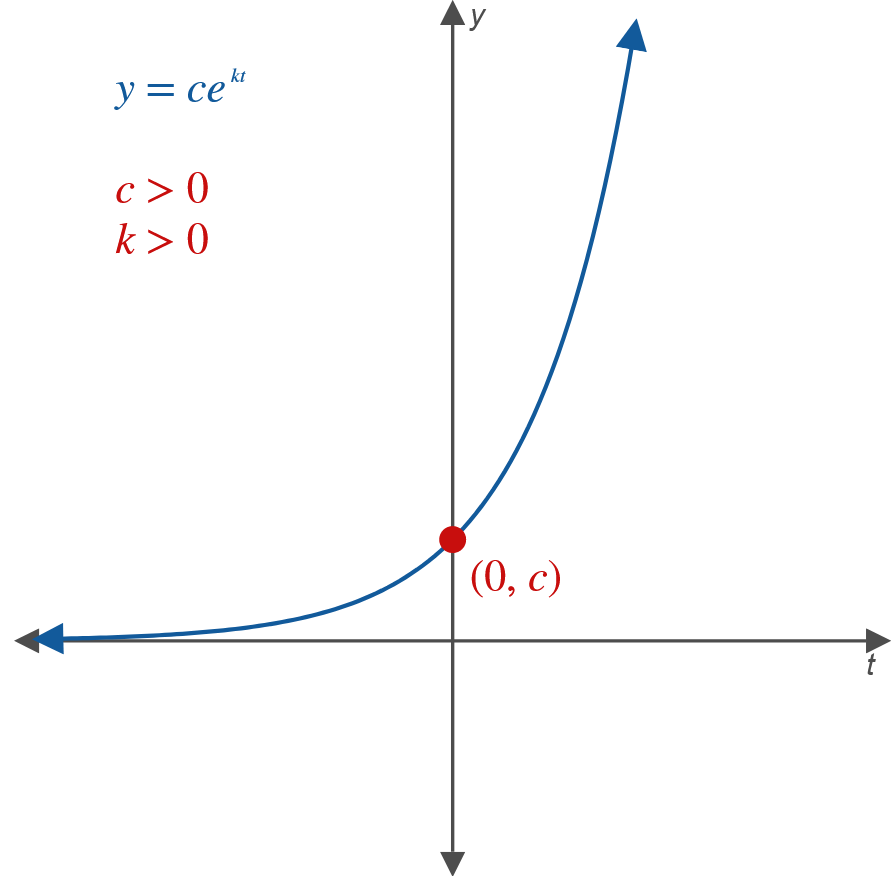 y
y = ce^{kt}
c > 0
k > 0
(0, c)
t